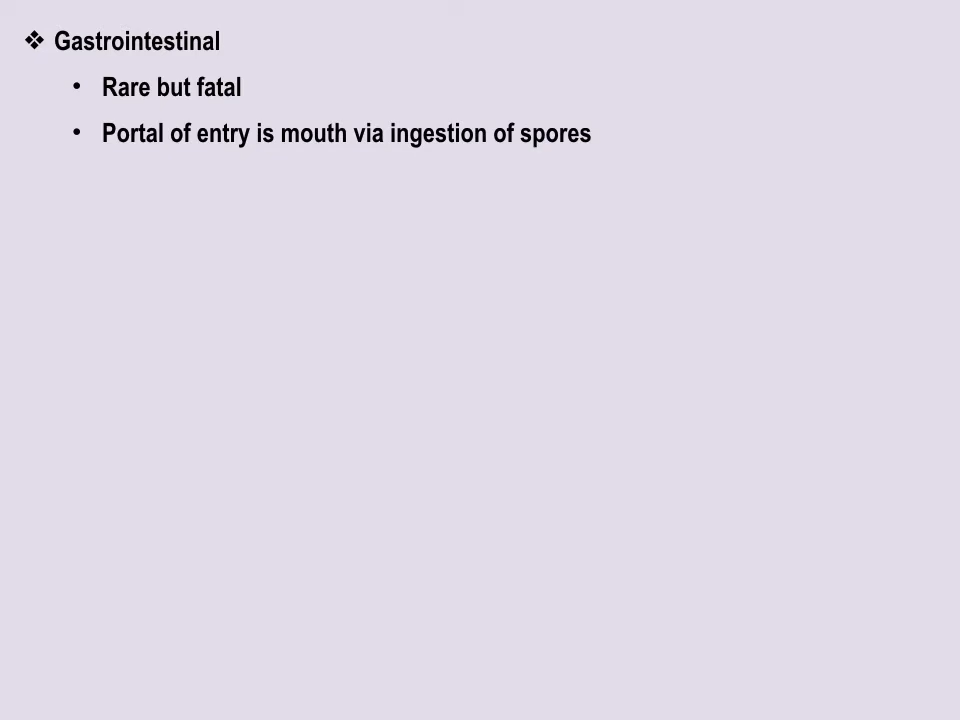 ❖ Gastrointestinal
• Rare but fatal
• Portal of entry is mouth via ingestion of spores